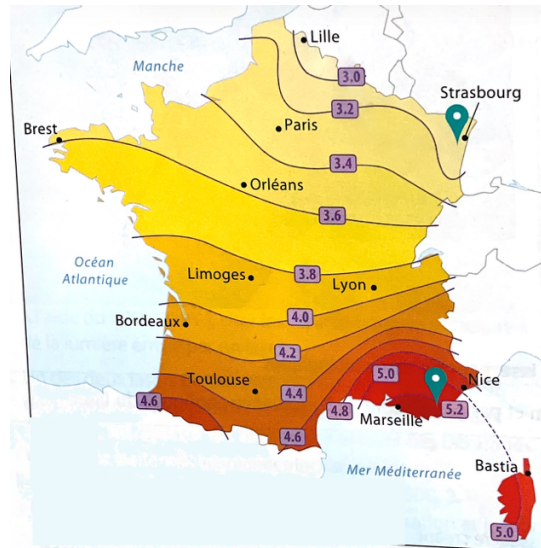 Lille
Manche
3.0
Strasbourg
3.2
Brest
Paris
3.4
Orléans
3.6
Océan
Atlantique
Limoges
3.8
Lyon
4.0
Bordeaux
4.2
Toulouse
5.0
Nice
4.4
4.6
4.8
5.2
Marseille
4.6
Mer Méditerranée
Bastia
5.0